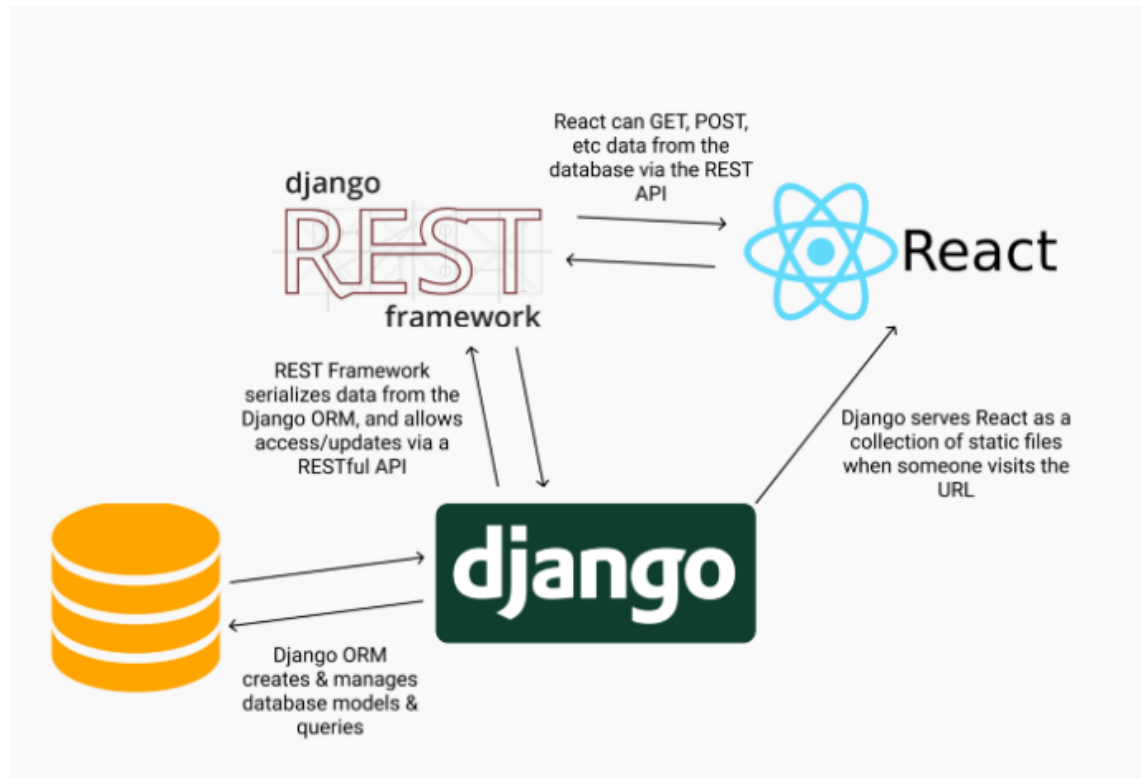 React can GET, POST,
etc data from the
database via the REST
API
django
REST
framework
React
REST Framework
serializes data from the
Django ORM, and allows
access/updates via a
RESTful API
Django serves React as a
collection of static files
when someone visits the
URL
django
Django ORM
creates & manages
database models &
queries